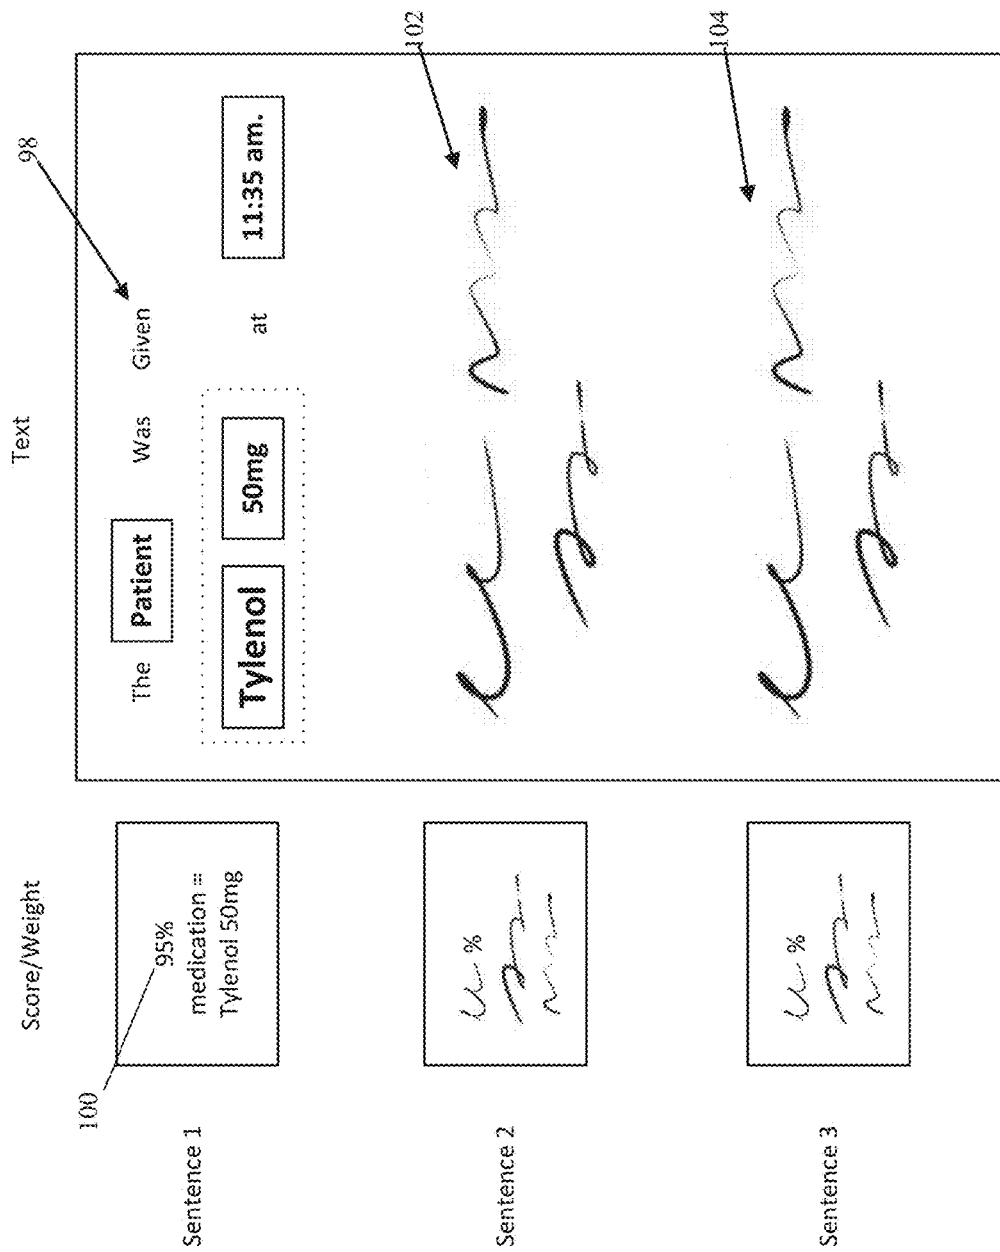 Score/Weight
Text
98
100
102
104
Sentence 1
95%
medication =
Tylenol 50mg
The Patient Was Given
Tylenol 50mg at 11:35 am.
Sentence 2
%
Sentence 3
%